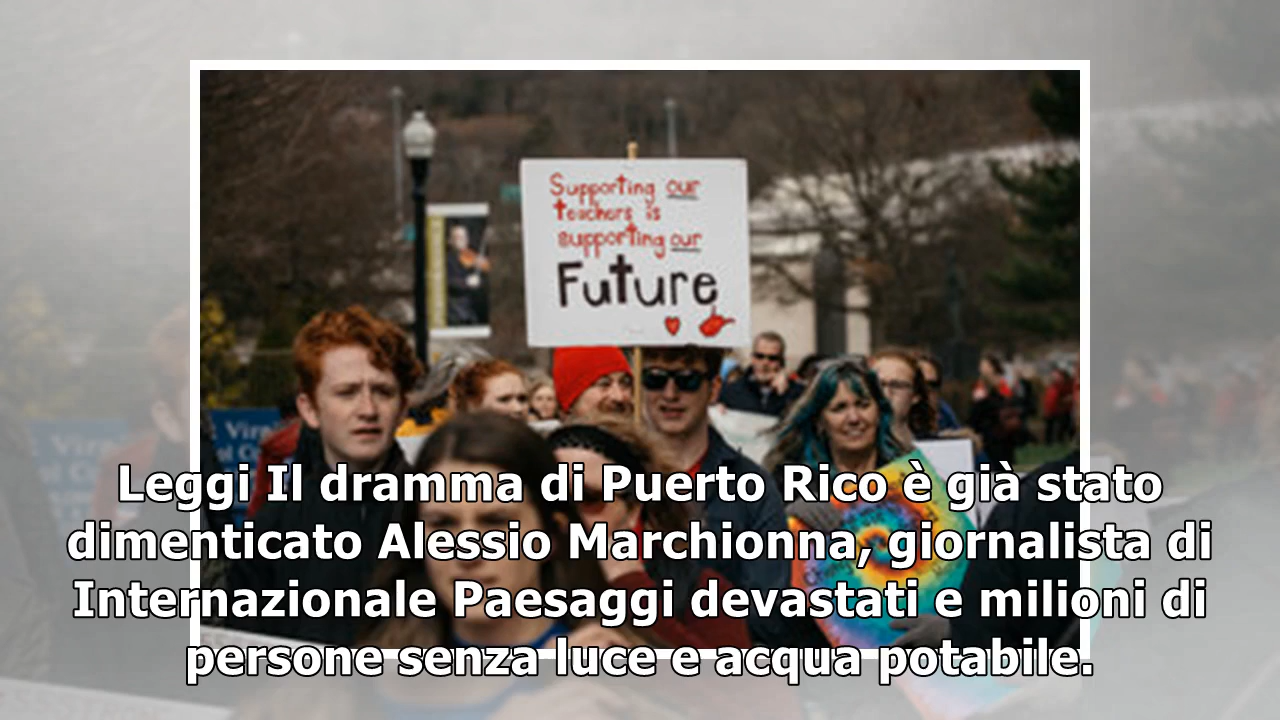 Supporting our
teachers is
supporting our
Future
Leggi Il dramma di Puerto Rico è già stato
dimenticato Alessio Marchionna, giornalista di
Internazionale Paesaggi devastati e milioni di
persone senza luce e acqua potabile.